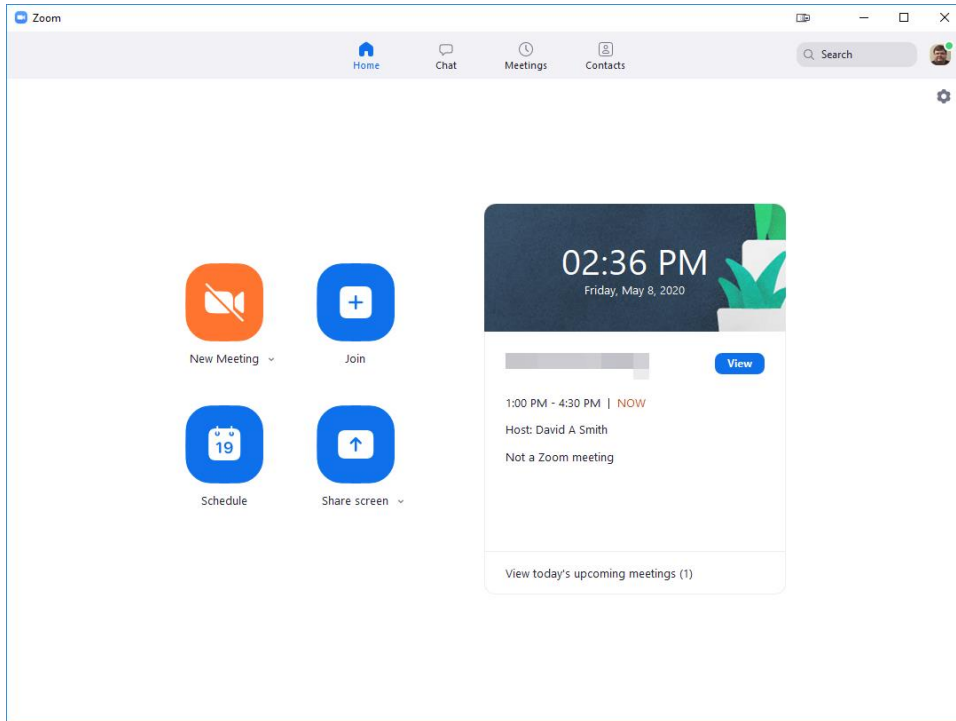 Zoom
Home
Chat
Meetings
Contacts
Search
02:36 PM
Friday, May 8, 2020
New Meeting
Join
View
1:00 PM - 4:30 PM | NOW
Host: David A Smith
Not a Zoom meeting
19
Schedule
Share screen
View today's upcoming meetings (1)